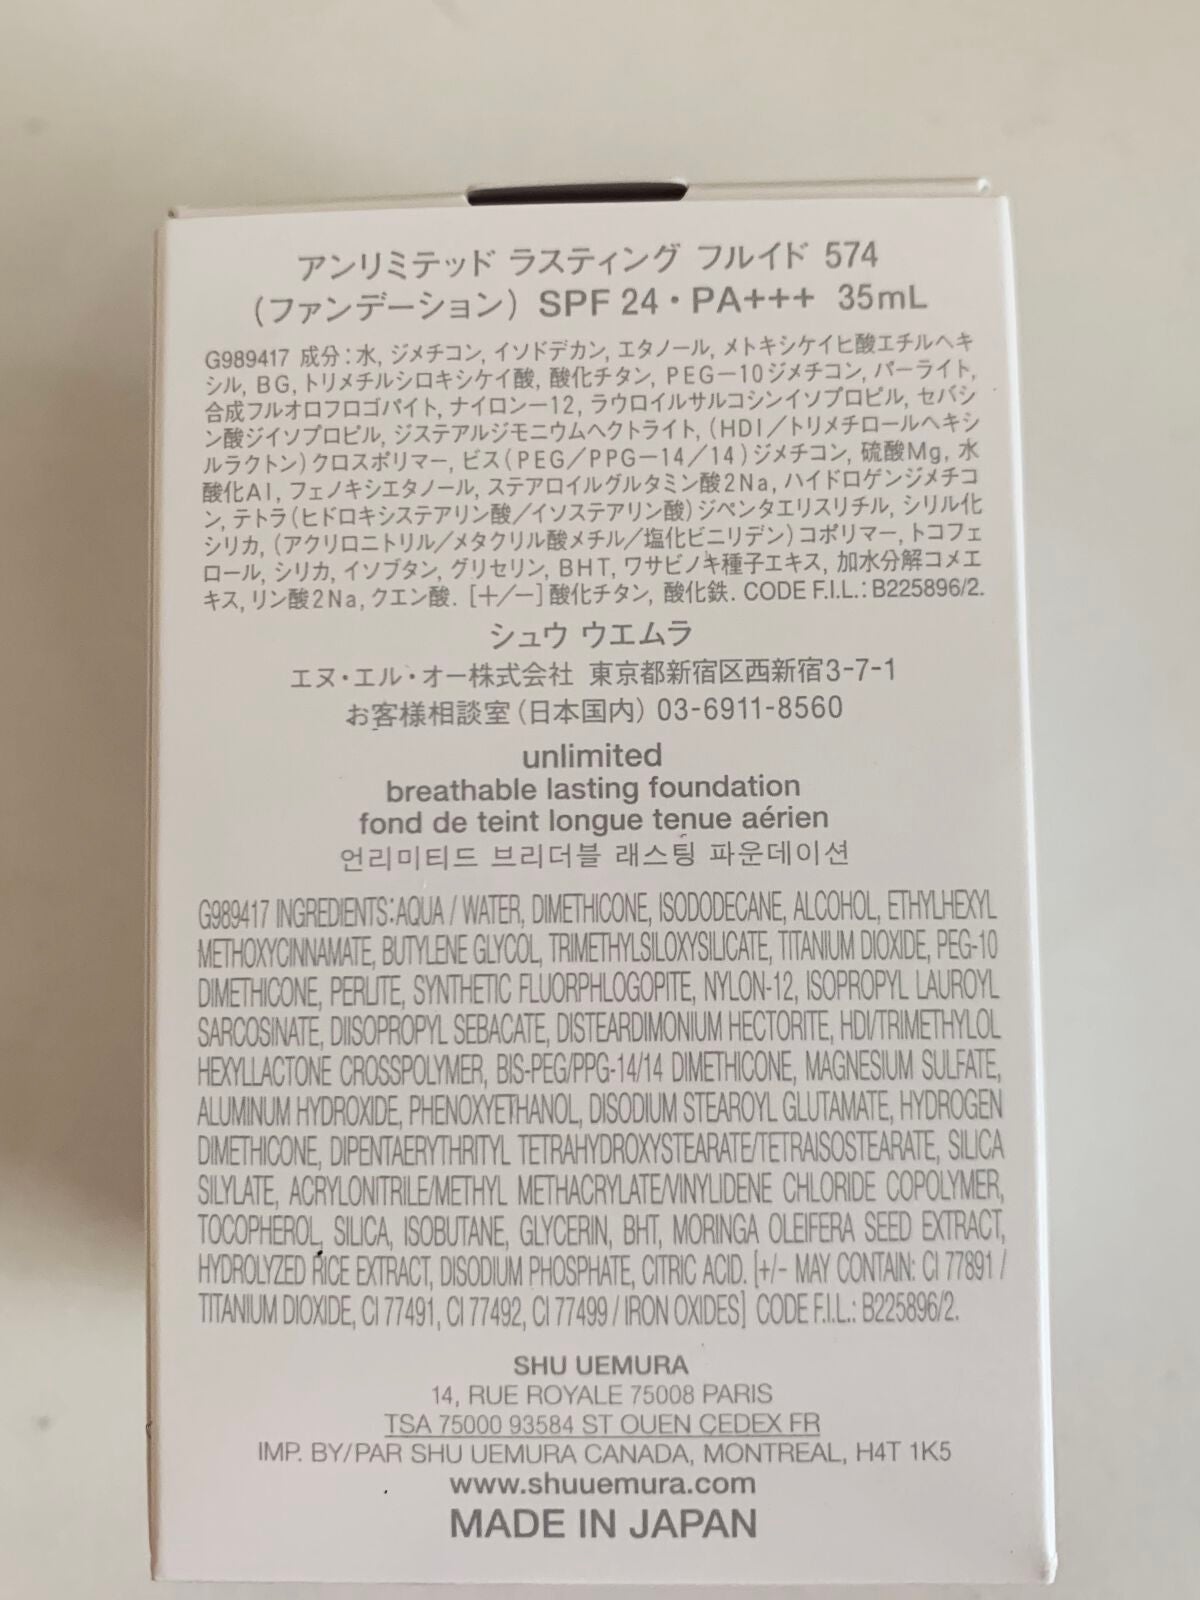 アンリミテッド ラスティング フルイド 574
(ファンデーション) SPF 24・PA+++ 35mL
G989417 成分:水, ジメチコン, イソドデカン, エタノール, メトキシケイヒ酸エチルヘキ
シル, BG, トリメチルシロキシケイ酸, 酸化チタン, PEG-10ジメチコン, パーライト,
合成フルオロフロゴパイト, ナイロン-12, ラウロイルサルコシンイソプロピル, セバシ
ン酸ジイソプロピル, ジステアルジモニウムヘクトライト, (HDI/トリメチロールヘキシ
ルラクトン)クロスポリマー, ビス(PEG/PPG-14/14)ジメチコン, 硫酸Mg, 水
酸化Al, フェノキシエタノール, ステアロイルグルタミン酸2Na, ハイドロゲンジメチコ
ン, テトラ(ヒドロキシステアリン酸/イソステアリン酸)ジペンタエリスリチル, シリル化
シリカ, (アクリロニトリル/メタクリル酸メチル/塩化ビニリデン)コポリマー, トコフェ
ロール, シリカ, イソブタン, グリセリン, BHT, ワサビノキ種子エキス, 加水分解コメエ
キス, リン酸2Na, クエン酸. [+/-]酸化チタン, 酸化鉄. CODE F.I.L.: B225896/2.
シュウ ウエムラ
エヌ・エル・オー株式会社 東京都新宿区西新宿3-7-1
お客様相談室(日本国内) 03-6911-8560
unlimited
breathable lasting foundation
fond de teint longue tenue aérien
언리미티드 브리더블 래스팅 파운데이션
G989417 INGREDIENTS: AQUA / WATER, DIMETHICONE, ISODODECANE, ALCOHOL, ETHYLHEXYL
METHOXYCINNAMATE, BUTYLENE GLYCOL, TRIMETHYLSILOXYSILICATE, TITANIUM DIOXIDE, PEG-10
DIMETHICONE, PERLITE, SYNTHETIC FLUORPHLOGOPITE, NYLON-12, ISOPROPYL LAUROYL
SARCOSINATE, DIISOPROPYL SEBACATE, DISTEARDIMONIUM HECTORITE, HDI/TRIMETHYLOL
HEXYLLACTONE CROSSPOLYMER, BIS-PEG/PPG-14/14 DIMETHICONE, MAGNESIUM SULFATE,
ALUMINUM HYDROXIDE, PHENOXYETHANOL, DISODIUM STEAROYL GLUTAMATE, HYDROGEN
DIMETHICONE, DIPENTAERYTHRITYL TETRAHYDROXYSTEARATE/TETRAISOSTEARATE, SILICA
SILYLATE, ACRYLONITRILE/METHYL METHACRYLATE/VINYLIDENE CHLORIDE COPOLYMER,
TOCOPHEROL, SILICA, ISOBUTANE, GLYCERIN, BHT, MORINGA OLEIFERA SEED EXTRACT,
HYDROLYZED RICE EXTRACT, DISODIUM PHOSPHATE, CITRIC ACID. [+/- MAY CONTAIN: CI 77891 /
TITANIUM DIOXIDE, CI 77491, CI 77492, CI 77499 / IRON OXIDES] CODE F.I.L.: B225896/2.
SHU UEMURA
14, RUE ROYALE 75008 PARIS
TSA 75000 93584 ST OUEN CEDEX FR
IMP. BY/PAR SHU UEMURA CANADA, MONTREAL, H4T 1K5
www.shuuemura.com
MADE IN JAPAN